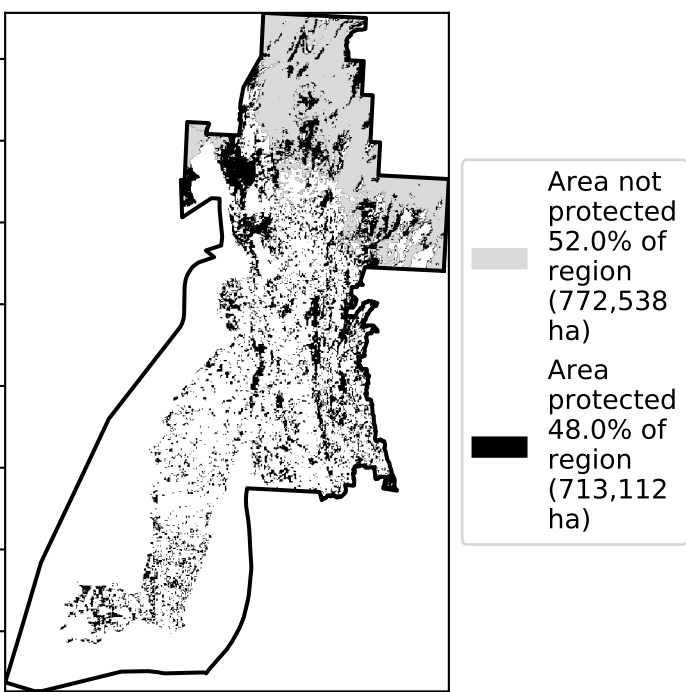 Area not
protected
52.0% of
region
(772,538
ha)
Area
protected
48.0% of
region
(713,112
ha)